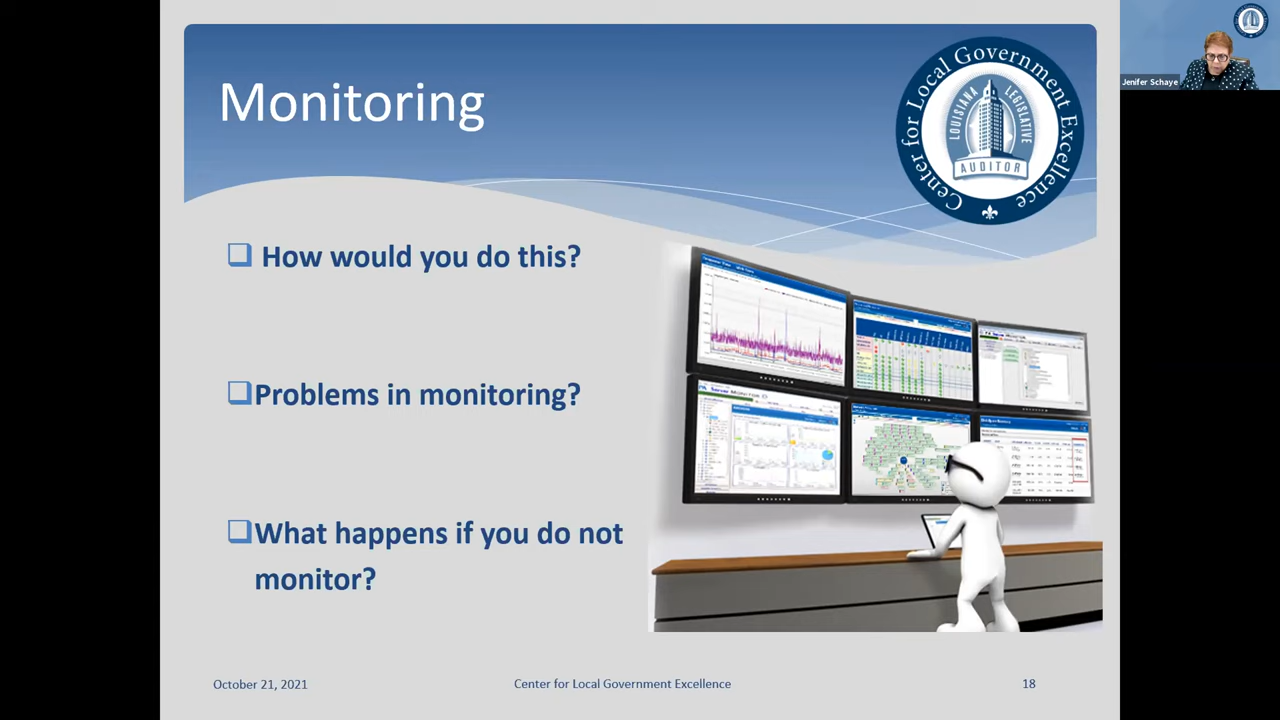 Monitoring
Center for Local Government Excellence
LOUISIANA LEGISLATIVE
AUDITOR
Jenifer Schaye
How would you do this?
Problems in monitoring?
What happens if you do not
monitor?
October 21, 2021
Center for Local Government Excellence
18